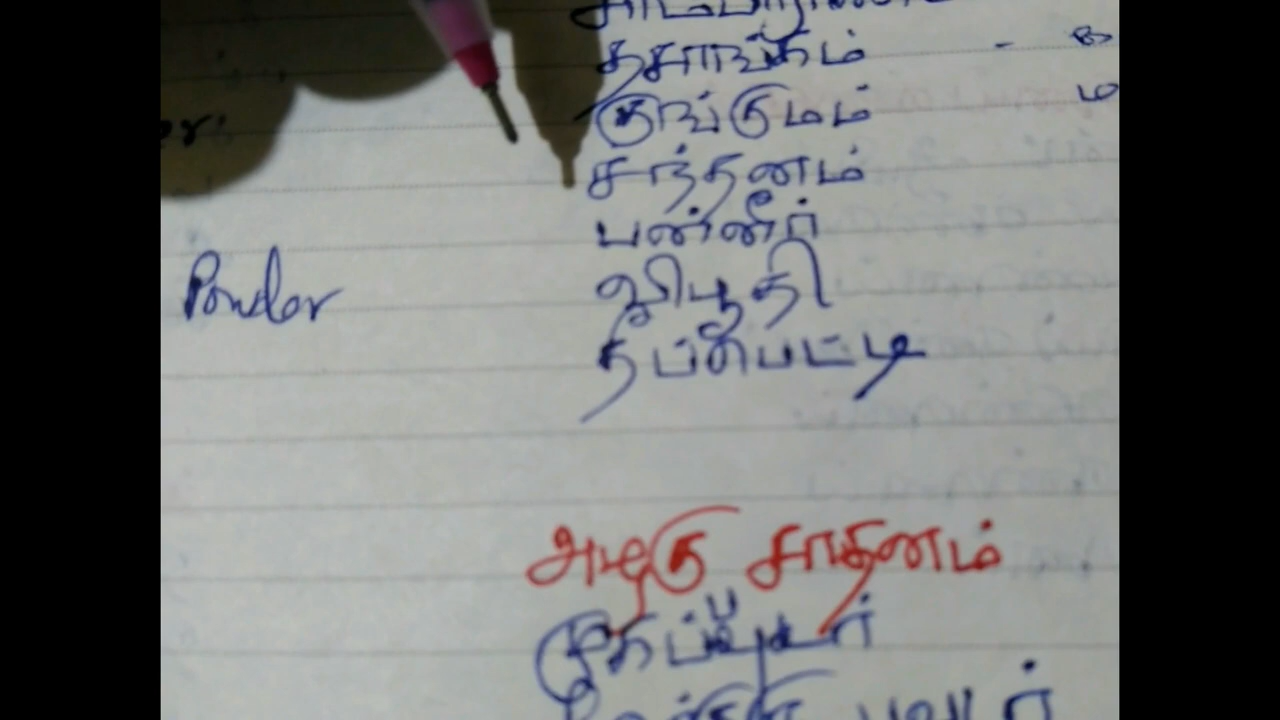 தசாங்கம் -
குங்குமம்
சந்தனம்
பன்னீர்
விபூதி
Powder
தீப்பெட்டி
அழகு சாதனம்